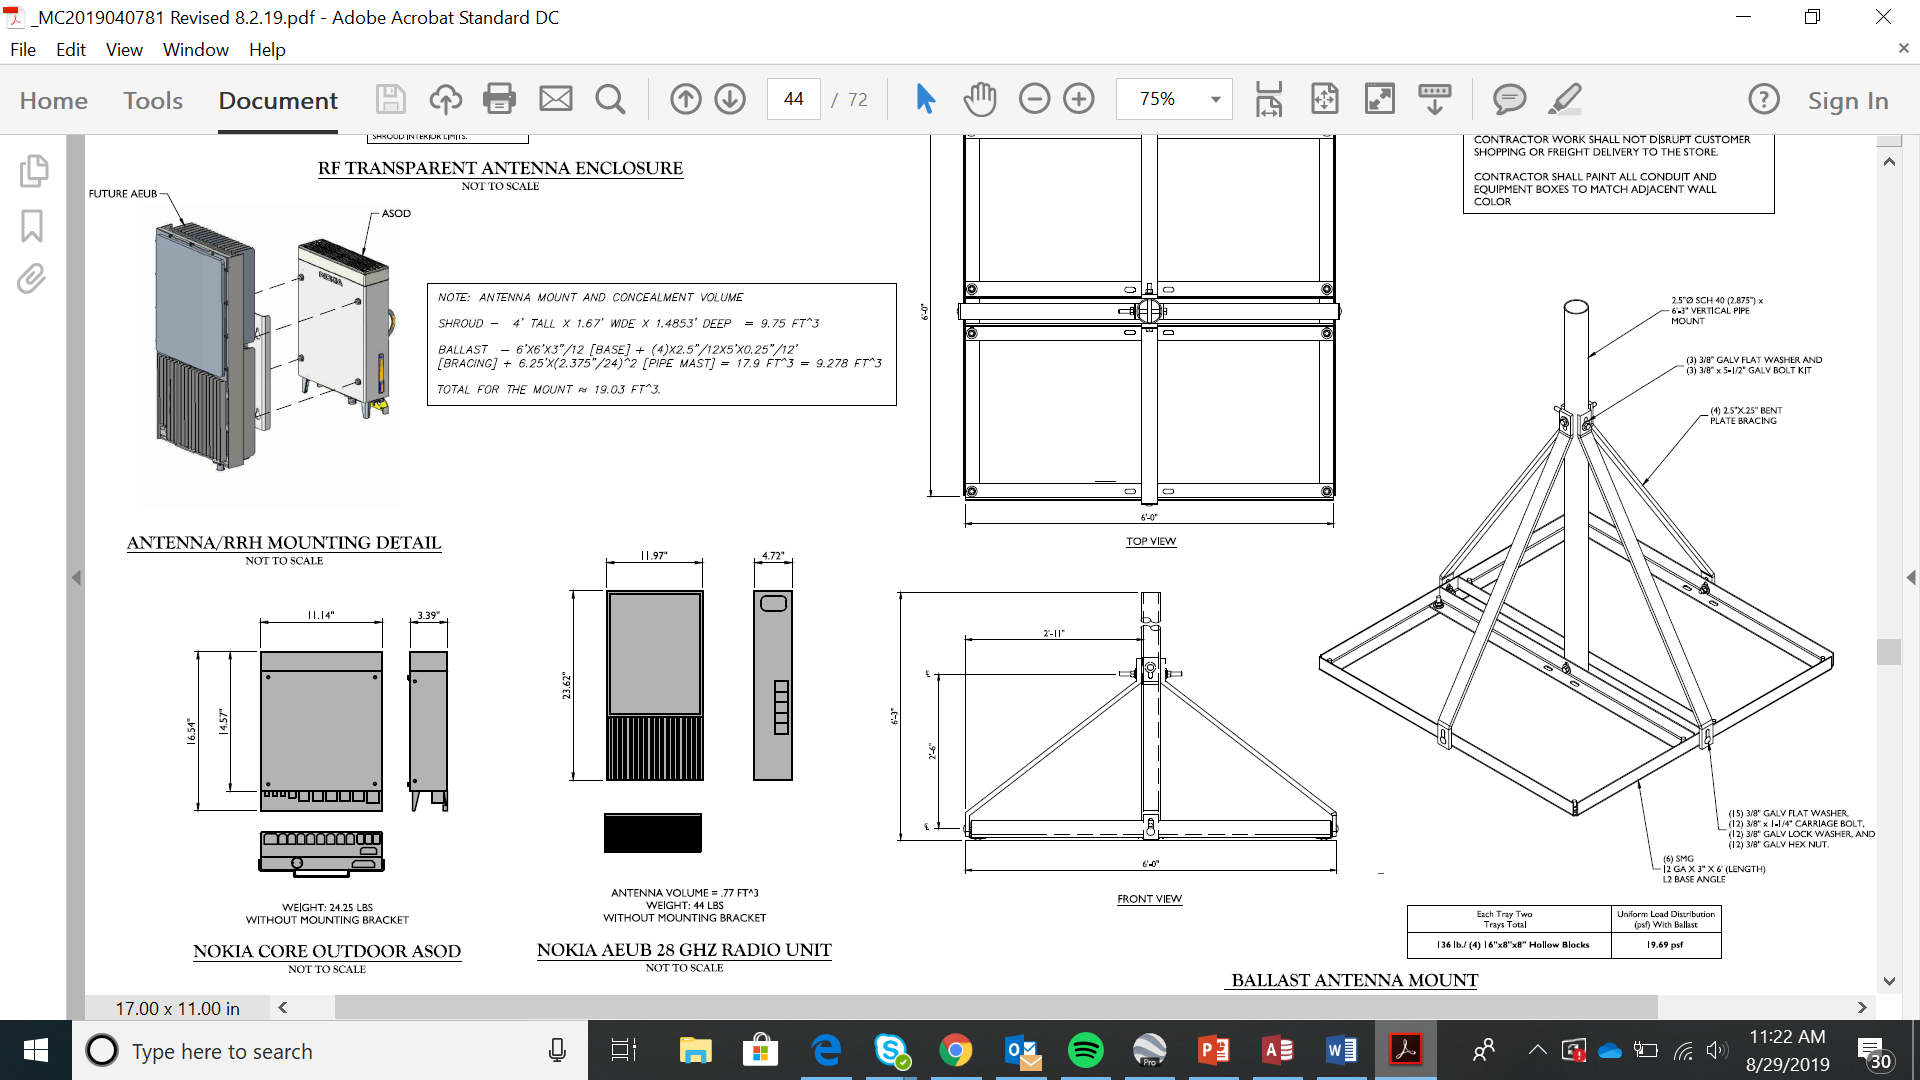 _MC2019040781 Revised 8.2.19.pdf - Adobe Acrobat Standard DC
File Edit View Window Help
Home Tools Document 44 / 72 75% Sign In
SHROUD INTERIOR LIMITS.
RF TRANSPARENT ANTENNA ENCLOSURE
NOT TO SCALE
FUTURE AEUB
ASOD
NOKIA
NOTE: ANTENNA MOUNT AND CONCEALMENT VOLUME
SHROUD - 4' TALL X 1.67' WIDE X 1.4853' DEEP = 9.75 FT^3
BALLAST - 6'X6'X3"/12 [BASE] + (4)X2.5"/12X5'X0.25"/12'
[BRACING] + 6.25'X(2.375"/24)^2 [PIPE MAST] = 17.9 FT^3 = 9.278 FT^3
TOTAL FOR THE MOUNT ≈ 19.03 FT^3.
ANTENNA/RRH MOUNTING DETAIL
NOT TO SCALE
11.14"
3.39"
16.54"
14.57"
WEIGHT: 24.25 LBS
WITHOUT MOUNTING BRACKET
NOKIA CORE OUTDOOR ASOD
NOT TO SCALE
11.97"
4.72"
23.62"
ANTENNA VOLUME = .77 FT^3
WEIGHT: 44 LBS
WITHOUT MOUNTING BRACKET
NOKIA AEUB 28 GHZ RADIO UNIT
NOT TO SCALE
6'-0"
6'-0"
TOP VIEW
2'-11"
6'-3"
2'-6"
6'-0"
FRONT VIEW
CONTRACTOR WORK SHALL NOT DISRUPT CUSTOMER
SHOPPING OR FREIGHT DELIVERY TO THE STORE.
CONTRACTOR SHALL PAINT ALL CONDUIT AND
EQUIPMENT BOXES TO MATCH ADJACENT WALL
COLOR
2.5"Ø SCH 40 (2.875") x
6'-3" VERTICAL PIPE
MOUNT
(3) 3/8" GALV FLAT WASHER AND
(3) 3/8" x 5-1/2" GALV BOLT KIT
(4) 2.5"X.25" BENT
PLATE BRACING
(15) 3/8" GALV FLAT WASHER,
(12) 3/8" x 1-1/4" CARRIAGE BOLT,
(12) 3/8" GALV LOCK WASHER, AND
(12) 3/8" GALV HEX NUT.
(6) SMG
12 GA X 3" X 6' (LENGTH)
L2 BASE ANGLE
Each Tray Two
Trays Total
Uniform Load Distribution
(psf) With Ballast
136 lb./ (4) 16"x8"x8" Hollow Blocks
19.69 psf
BALLAST ANTENNA MOUNT
17.00 x 11.00 in
Type here to search
Pro
11:22 AM
8/29/2019
30